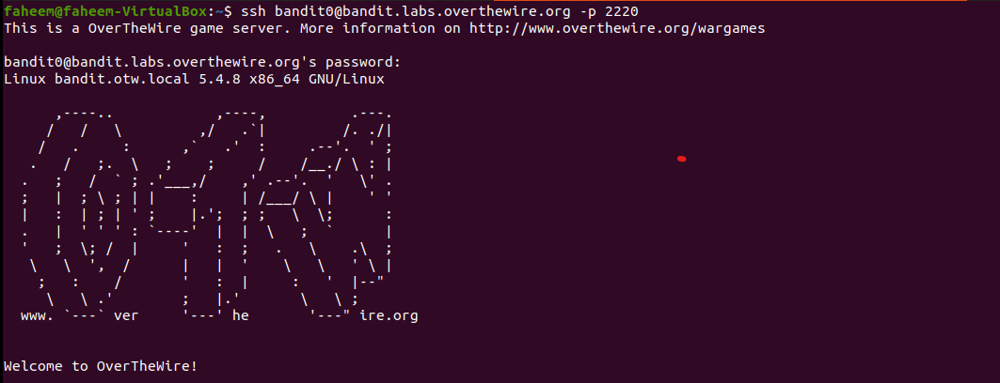 faheem@faheem-VirtualBox:~$ ssh bandit0@bandit.labs.overthewire.org -p 2220
This is a OverTheWire game server. More information on http://www.overthewire.org/wargames
bandit0@bandit.labs.overthewire.org's password:
Linux bandit.otw.local 5.4.8 x86_64 GNU/Linux
      ,----..            ,----,          .---.
     /   /   \         ,/   .`|         /. ./|
    /   .     :      ,`   .'  :     .--'.  ' ;
   .   /   ;.  \   ;    ;     /    /__./ \ : |
  .   ;   /  ` ; .'___,/    ,' .--'.  '   \' .
  ;   |  ; \ ; | |    :      | /___/ \ |    ' '
  |   :  | ; | ' ;    |.';  ; ;   \  \;      :
  .   |  ' ' ' : `----'  |  |  \   ;  `      |
  '   ;  \; /  |     '   :  ;   .   \    .\  ;
   \   \  ',  /      |   |  '    \   \   ' \ |
    ;   :    /       '   :  |     :   '  |--"
     \   \ .'        ;   |.'       \   \ ;
  www. `---` ver     '---' he       '---" ire.org
Welcome to OverTheWire!